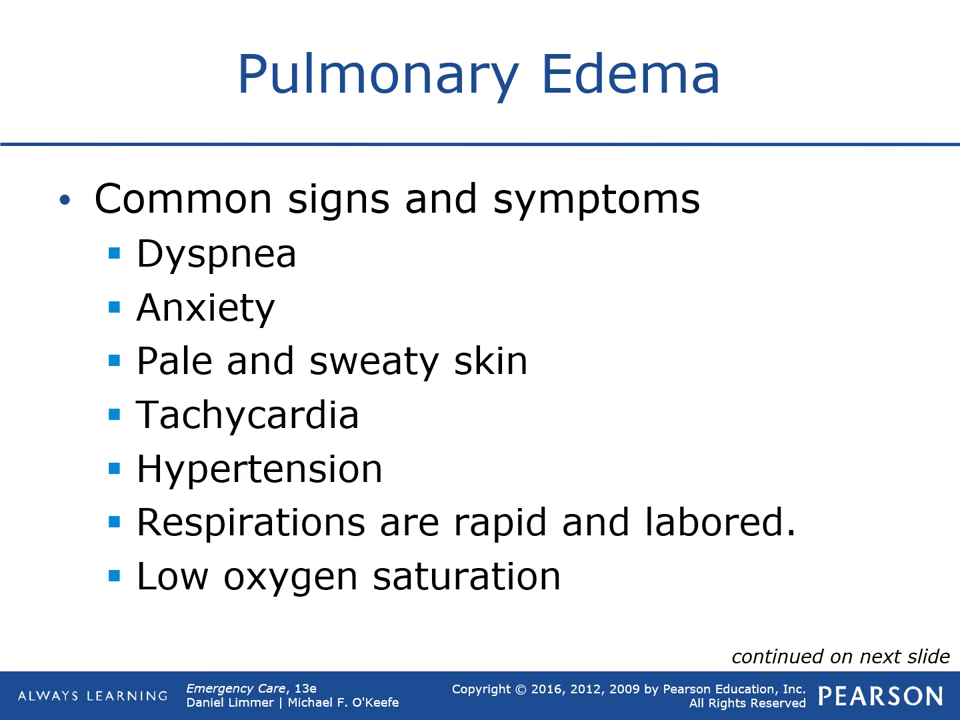 Pulmonary Edema
• Common signs and symptoms
▪ Dyspnea
▪ Anxiety
▪ Pale and sweaty skin
▪ Tachycardia
▪ Hypertension
▪ Respirations are rapid and labored.
▪ Low oxygen saturation
continued on next slide
ALWAYS LEARNING
Emergency Care, 13e
Daniel Limmer | Michael F. O'Keefe
Copyright © 2016, 2012, 2009 by Pearson Education, Inc.
All Rights Reserved
PEARSON